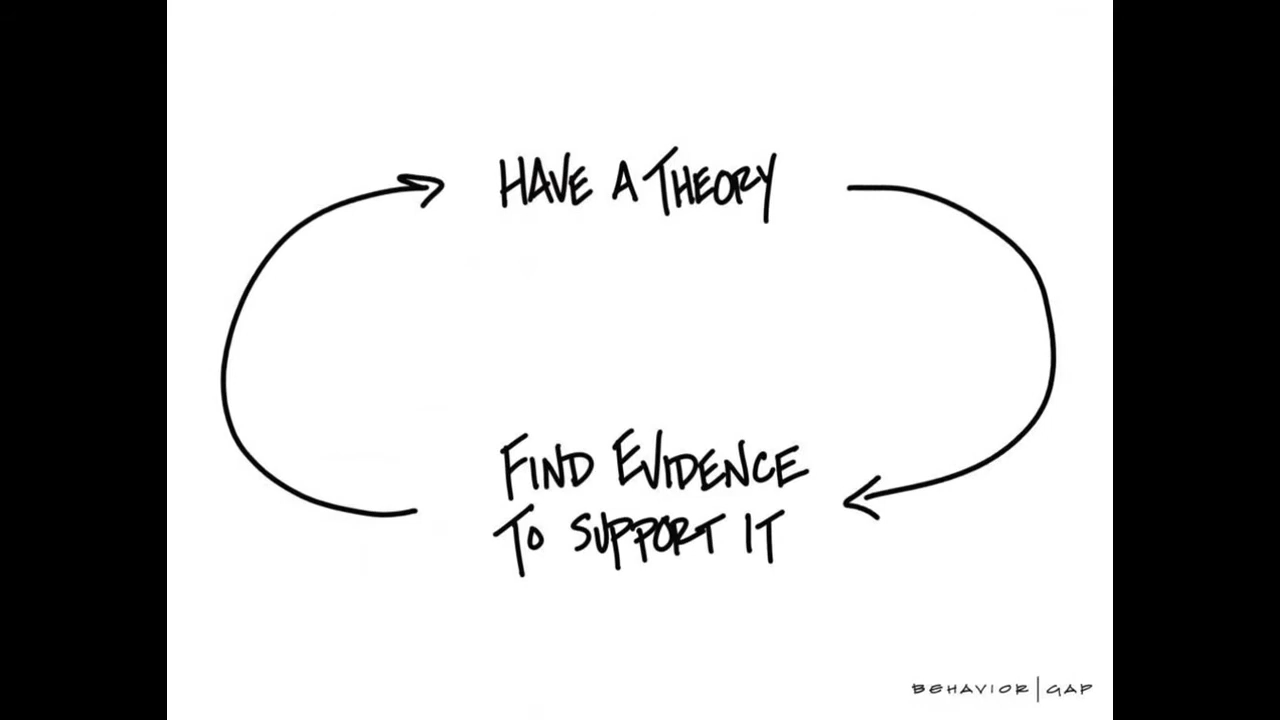 HAVE A THEORY
FIND EVIDENCE
TO SUPPORT IT
BEHAVIOR|GAP